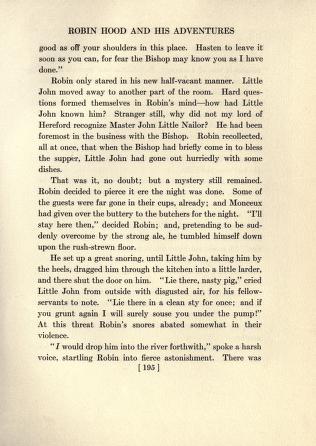 ROBIN HOOD AND HIS ADVENTURES
good as off your shoulders in this place. Hasten to leave it
soon as you can, for fear the Bishop may know you as I have
done."
Robin only stared in his new half-vacant manner. Little
John moved away to another part of the room. Hard ques-
tions formed themselves in Robin's mind—how had Little
John known him? Stranger still, why did not my lord of
Hereford recognize Master John Little Nailor? He had been
foremost in the business with the Bishop. Robin recollected,
all at once, that when the Bishop had briefly come in to bless
the supper, Little John had gone out hurriedly with some
dishes.
That was it, no doubt; but a mystery still remained.
Robin decided to pierce it ere the night was done. Some of
the guests were far gone in their cups, already; and Monceux
had given over the buttery to the butchers for the night. "I'll
stay here then," decided Robin; and, pretending to be sud-
denly overcome by the strong ale, he tumbled himself down
upon the rush-strewn floor.
He set up a great snoring, until Little John, taking him by
the heels, dragged him through the kitchen into a little larder,
and there shut the door on him. "Lie there, nasty pig," cried
Little John from outside with disgusted air, for his fellow-
servants to note. "Lie there in a clean sty for once; and if
you grunt again I will surely souse you under the pump!"
At this threat Robin's snores abated somewhat in their
violence.
"I would drop him into the river forthwith," spoke a harsh
voice, startling Robin into fierce astonishment. There was
[ 195 ]